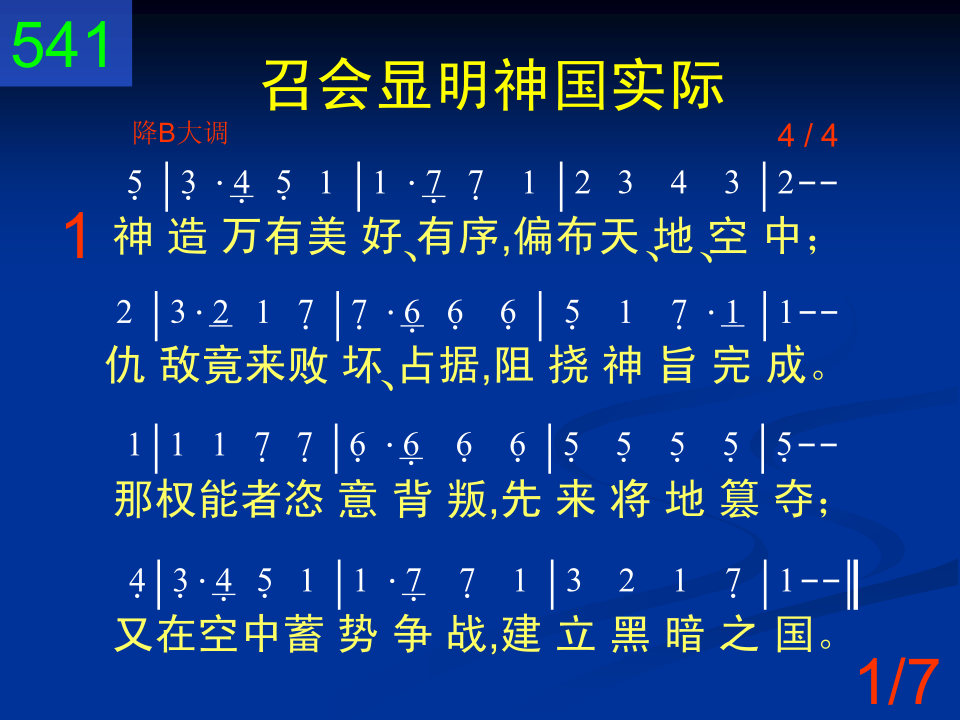 541
召会显明神国实际
降B大调 4 / 4
5̣ | 3̣ · 4̣̲ 5̣ 1 | 1 · 7̣̲ 7̣ 1 | 2 3 4 3 | 2--
1 神 造 万有美 好、有序,偏布天、地、空 中；
2 | 3 · 2̲ 1 7̣ | 7̣ · 6̣̲ 6̣ 6̣ | 5̣ 1 7̣ · 1̲ | 1--
仇 敌竟来败 坏、占据,阻 挠 神 旨 完 成。
1 | 1 1 7̣ 7̣ | 6̣ · 6̣̲ 6̣ 6̣ | 5̣ 5̣ 5̣ 5̣ | 5̣--
那权能者恣 意 背 叛,先 来 将 地 篡 夺；
4̣ | 3̣ · 4̣̲ 5̣ 1 | 1 · 7̣̲ 7̣ 1 | 3 2 1 7̣ | 1--‖
又在空中蓄 势 争 战,建 立 黑 暗 之 国。
1/7